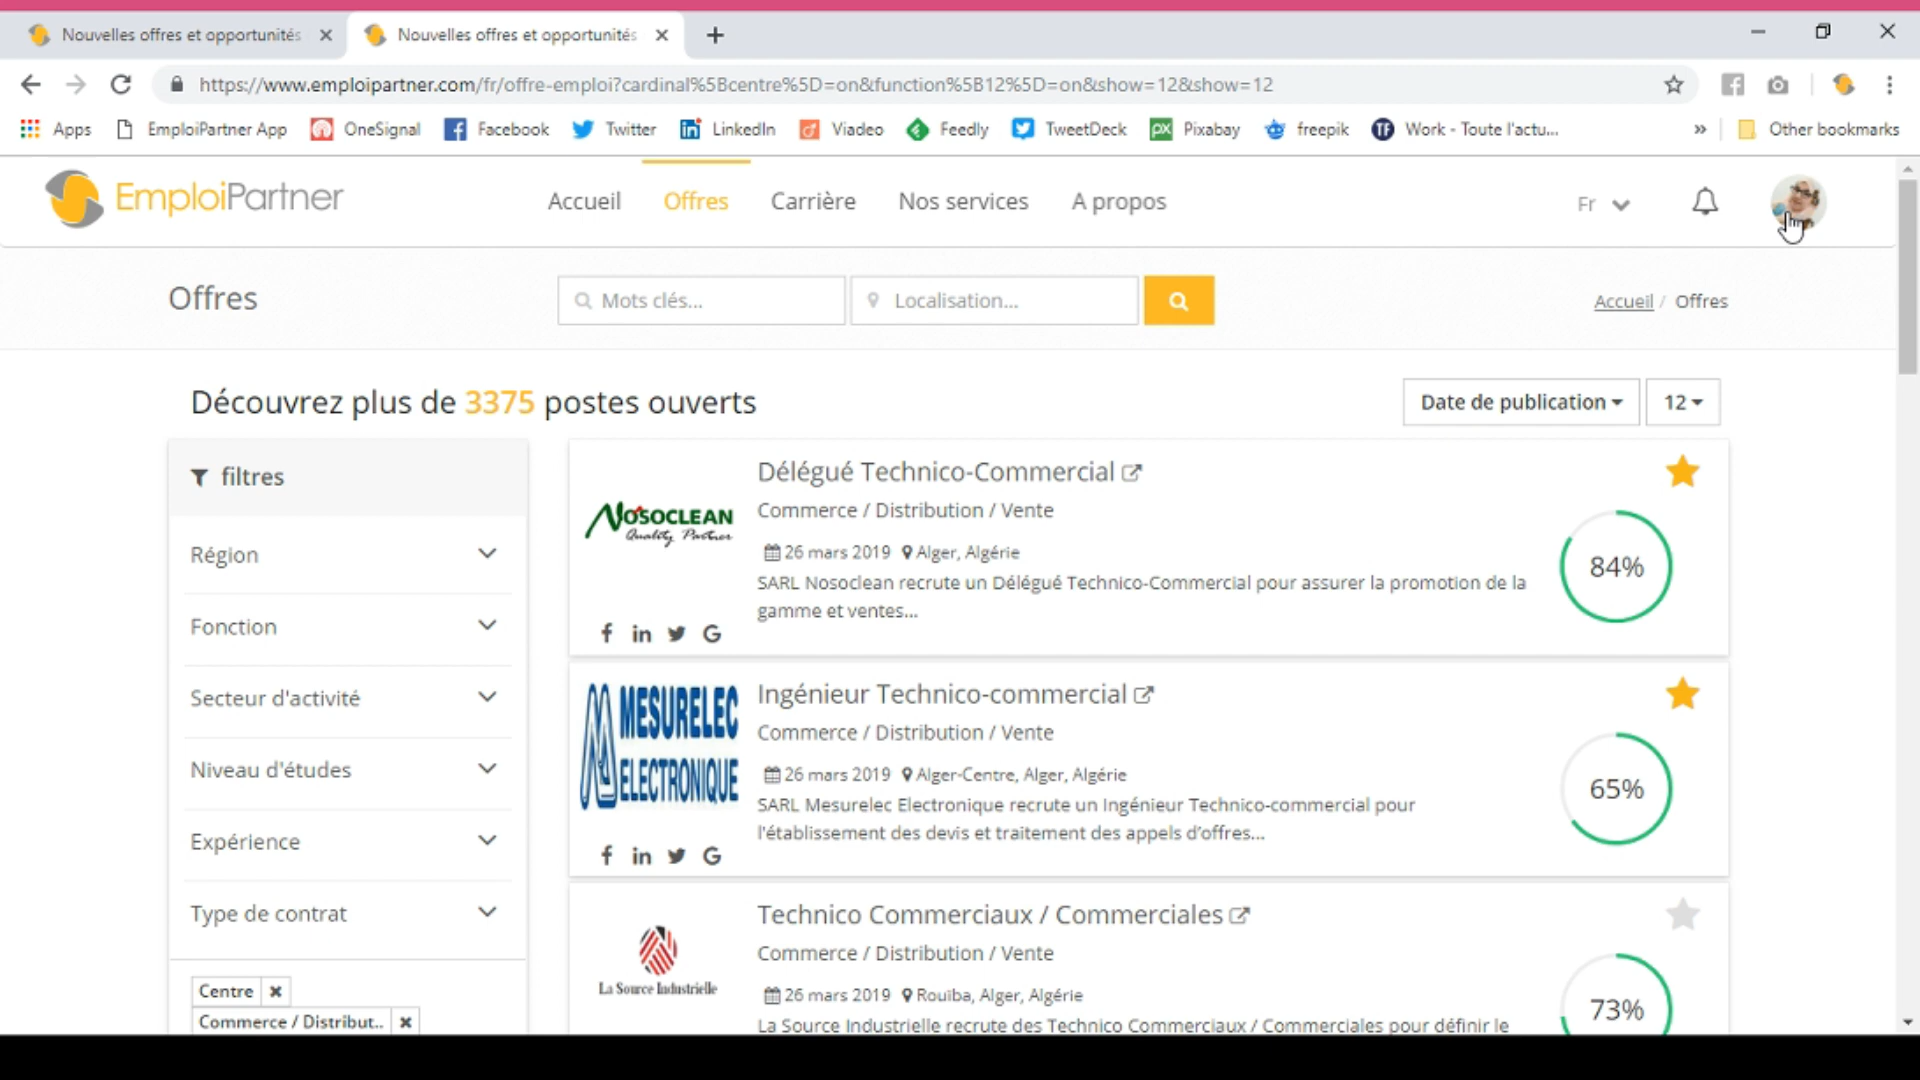 Nouvelles offres et opportunités
Nouvelles offres et opportunités
https://www.emploipartner.com/fr/offre-emploi?cardinal%5Bcentre%5D=on&function%5B12%5D=on&show=12&show=12
Apps EmploiPartner App OneSignal Facebook Twitter LinkedIn Viadeo Feedly TweetDeck Pixabay freepik Work - Toute l'actu... » Other bookmarks
EmploiPartner
Accueil Offres Carrière Nos services A propos Fr
Offres
Mots clés... Localisation...
Accueil / Offres
Découvrez plus de 3375 postes ouverts
Date de publication 12
filtres
Région
Fonction
Secteur d'activité
Niveau d'études
Expérience
Type de contrat
Centre
Commerce / Distribut..
NOSOCLEAN
Quality Partner
Délégué Technico-Commercial
Commerce / Distribution / Vente
26 mars 2019 Alger, Algérie
SARL Nosoclean recrute un Délégué Technico-Commercial pour assurer la promotion de la
gamme et ventes...
84%
MESURELEC
ELECTRONIQUE
Ingénieur Technico-commercial
Commerce / Distribution / Vente
26 mars 2019 Alger-Centre, Alger, Algérie
SARL Mesurelec Electronique recrute un Ingénieur Technico-commercial pour
l'établissement des devis et traitement des appels d'offres...
65%
La Source Industrielle
Technico Commerciaux / Commerciales
Commerce / Distribution / Vente
26 mars 2019 Rouiba, Alger, Algérie
La Source Industrielle recrute des Technico Commerciaux / Commerciales pour définir le
73%